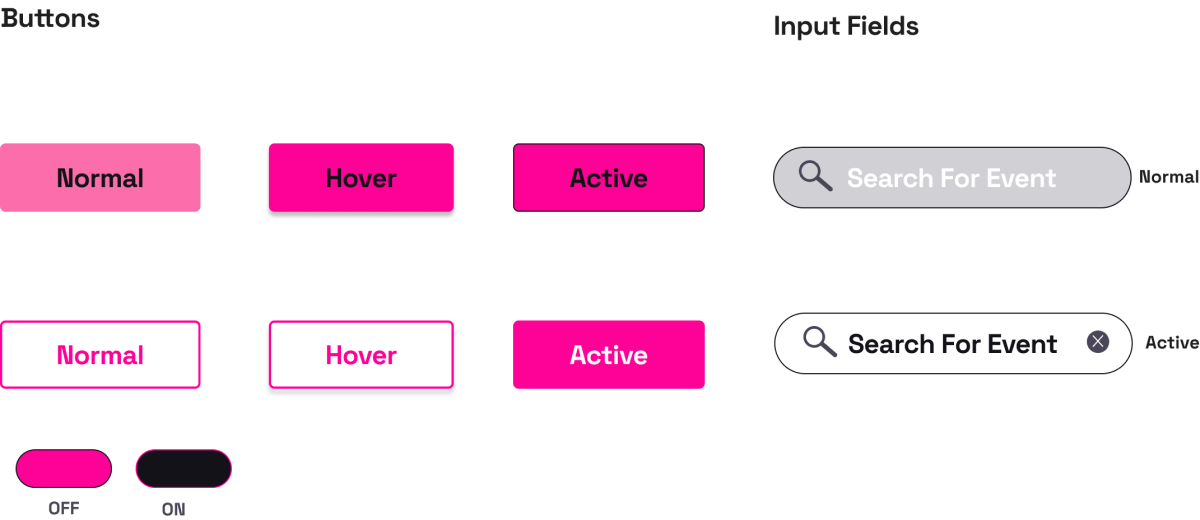 Buttons
Input Fields
Normal
Hover
Active
Search For Event
Normal
Normal
Hover
Active
Search For Event
Active
OFF
ON